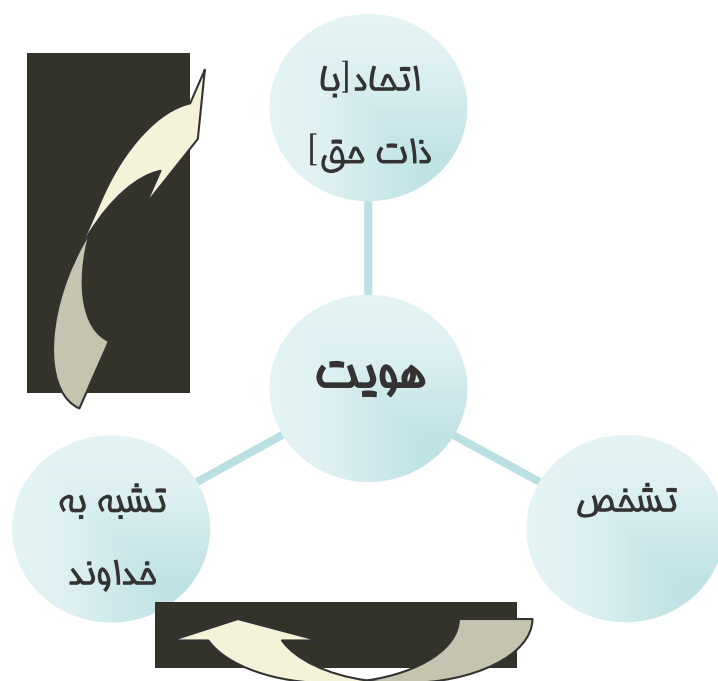 اتحاد[با
ذات حق]
هویت
تشخص
تشبه به
خداوند